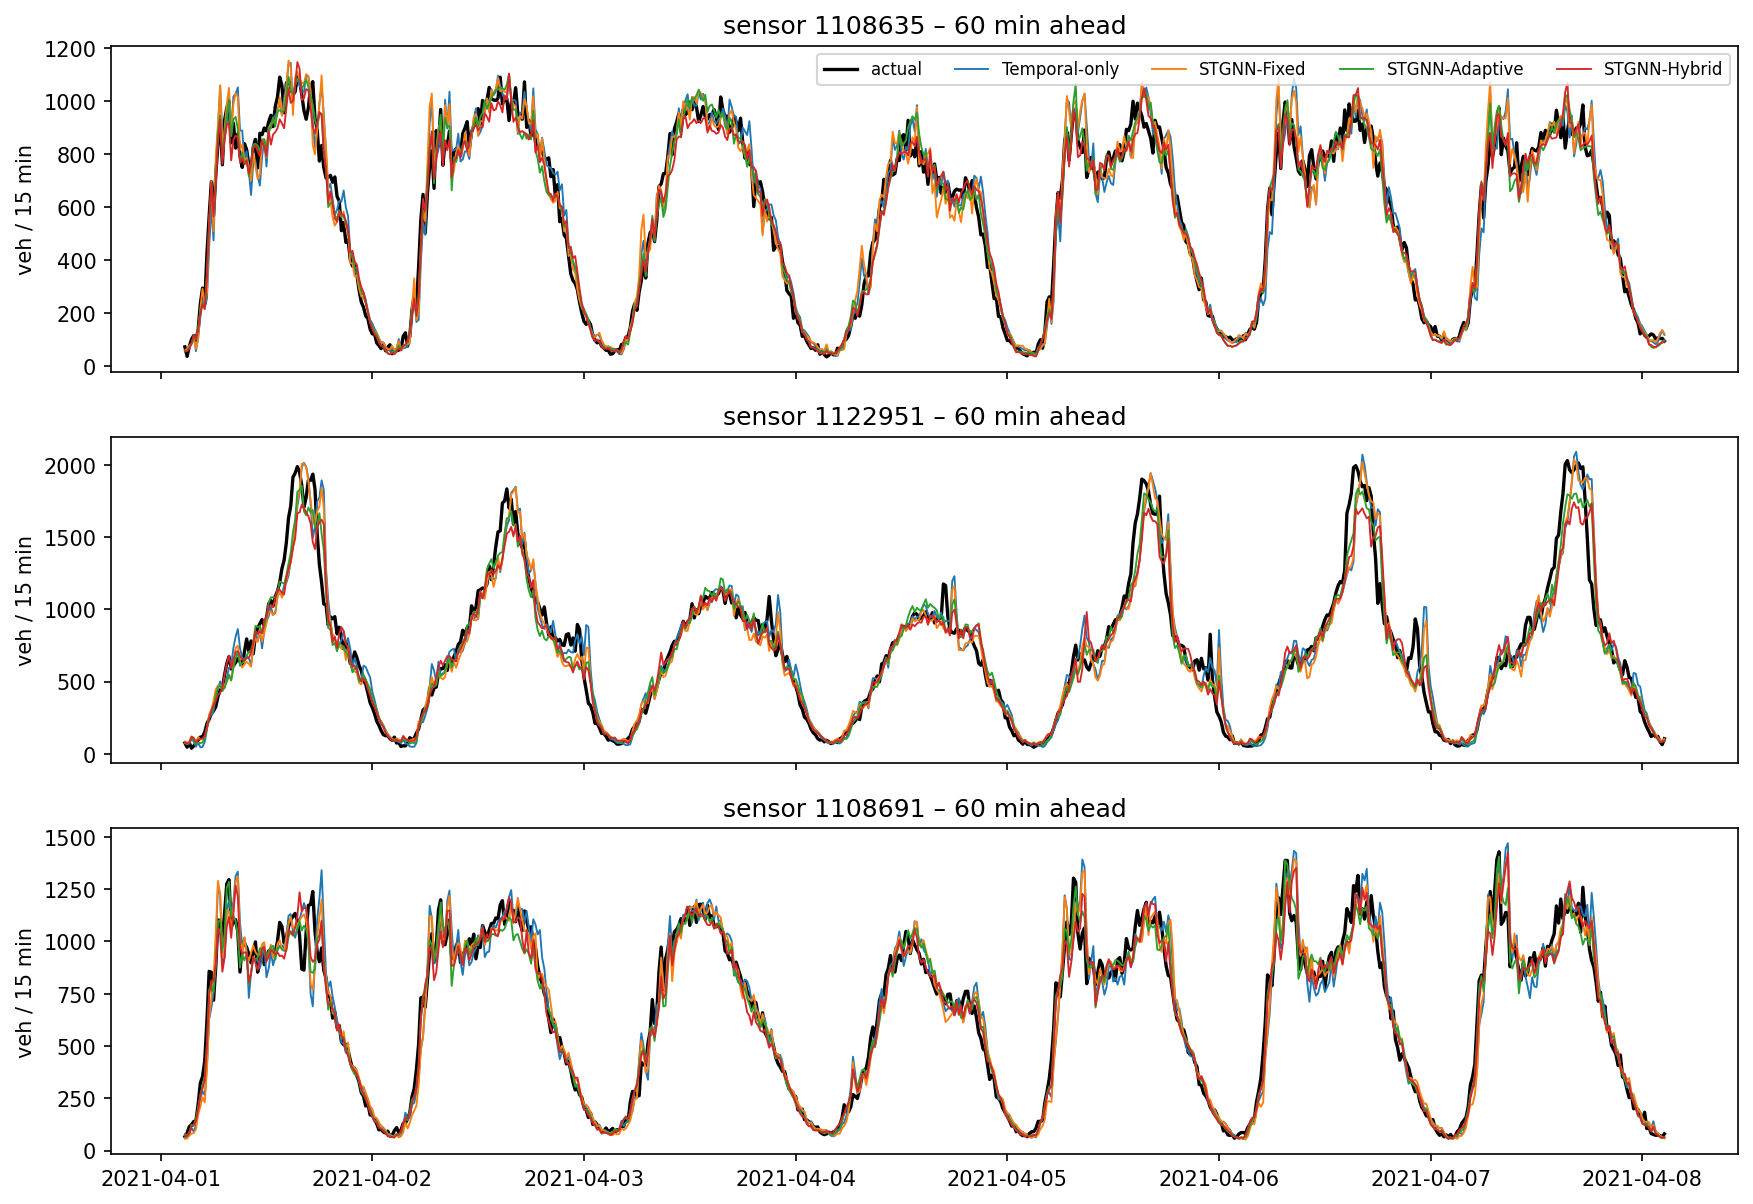 sensor 1108635 – 60 min ahead
actual Temporal-only STGNN-Fixed STGNN-Adaptive STGNN-Hybrid
1200
1000
800
600
400
200
0
veh / 15 min
sensor 1122951 – 60 min ahead
2000
1500
1000
500
0
veh / 15 min
sensor 1108691 – 60 min ahead
1500
1250
1000
750
500
250
0
veh / 15 min
2021-04-01 2021-04-02 2021-04-03 2021-04-04 2021-04-05 2021-04-06 2021-04-07 2021-04-08